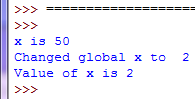 >>> ====================
>>>
x is 50
Changed global x to  2
Value of x is 2
>>>